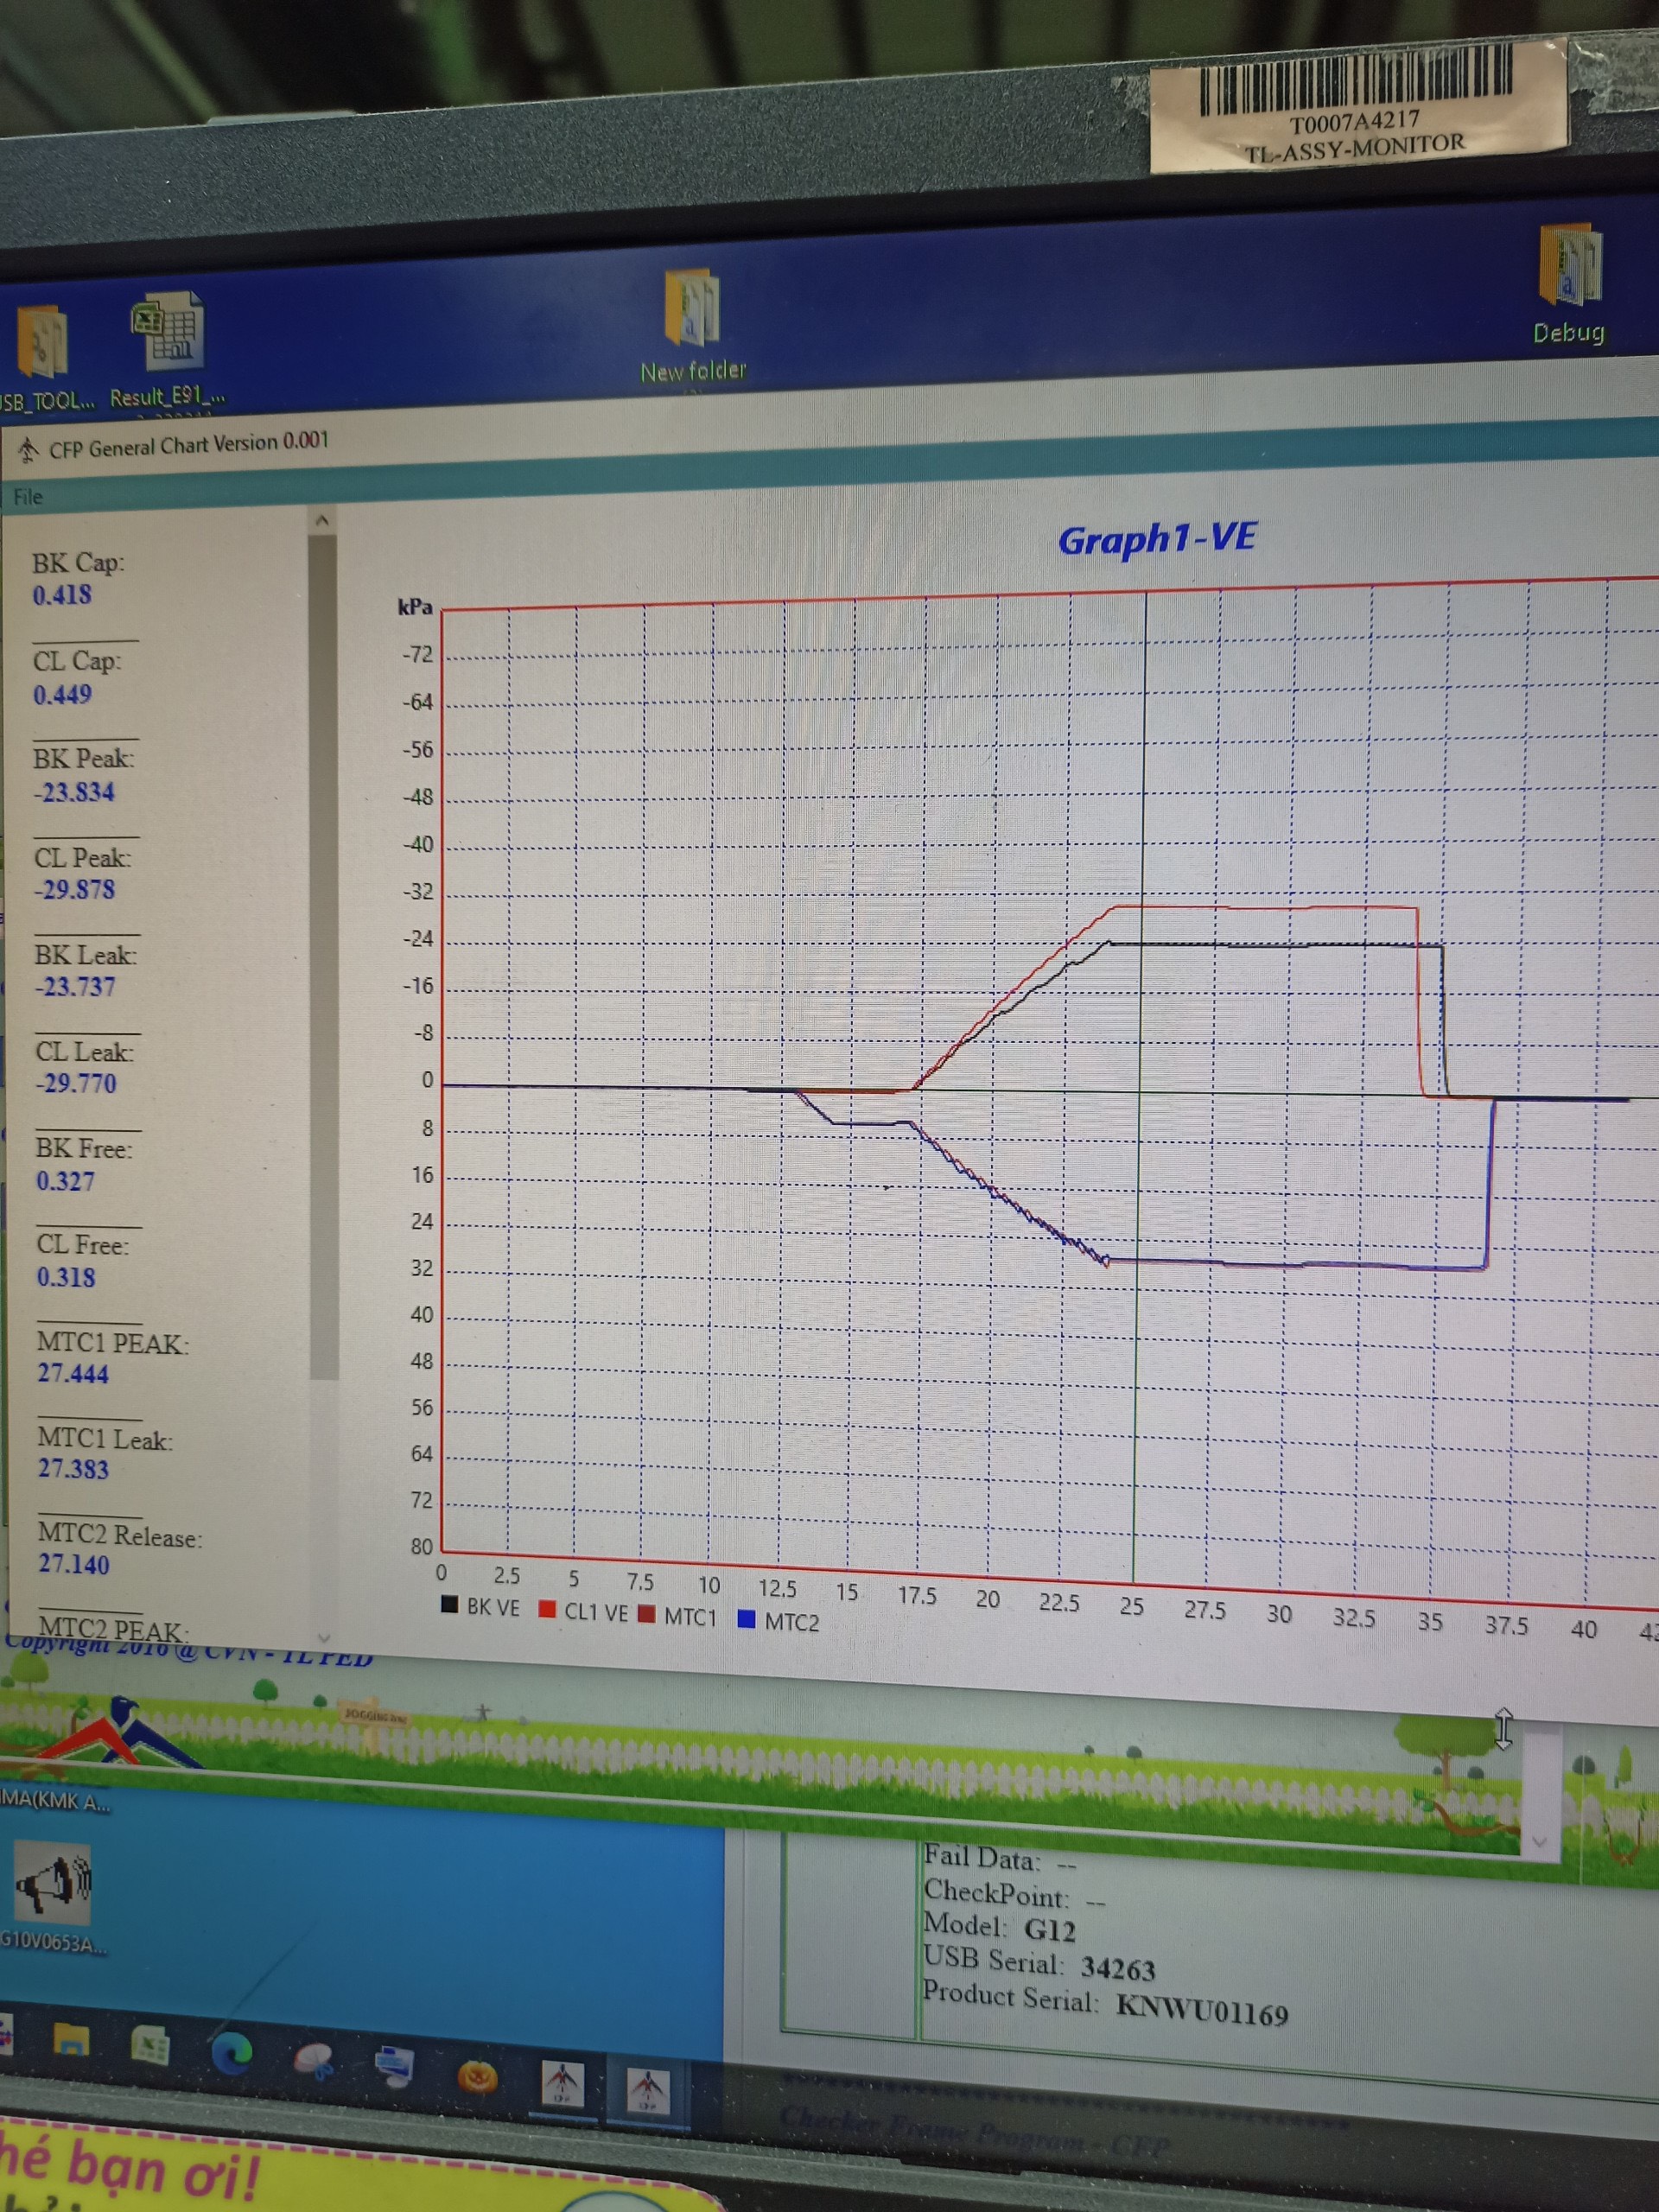 T0007A4217
TL-ASSY-MONITOR
SB_TOOL...
Result_E91_...
New folder
Debug
CFP General Chart Version 0.001
File
BK Cap:
0.418
CL Cap:
0.449
BK Peak:
-23.834
CL Peak:
-29.878
BK Leak:
-23.737
CL Leak:
-29.770
BK Free:
0.327
CL Free:
0.318
MTC1 PEAK:
27.444
MTC1 Leak:
27.383
MTC2 Release:
27.140
MTC2 PEAK:
Graph1-VE
kPa
-72
-64
-56
-48
-40
-32
-24
-16
-8
0
8
16
24
32
40
48
56
64
72
80
0 2.5 5 7.5 10 12.5 15 17.5 20 22.5 25 27.5 30 32.5 35 37.5 40 42
BK VE CL1 VE MTC1 MTC2
Copyright 2016 @ CVN - TL PED
JOGGING
MA(KMK A...
G10V0653A...
Fail Data: --
CheckPoint: --
Model: G12
USB Serial: 34263
Product Serial: KNWU01169
Checker Frame Program - CFP
hé bạn ơi!